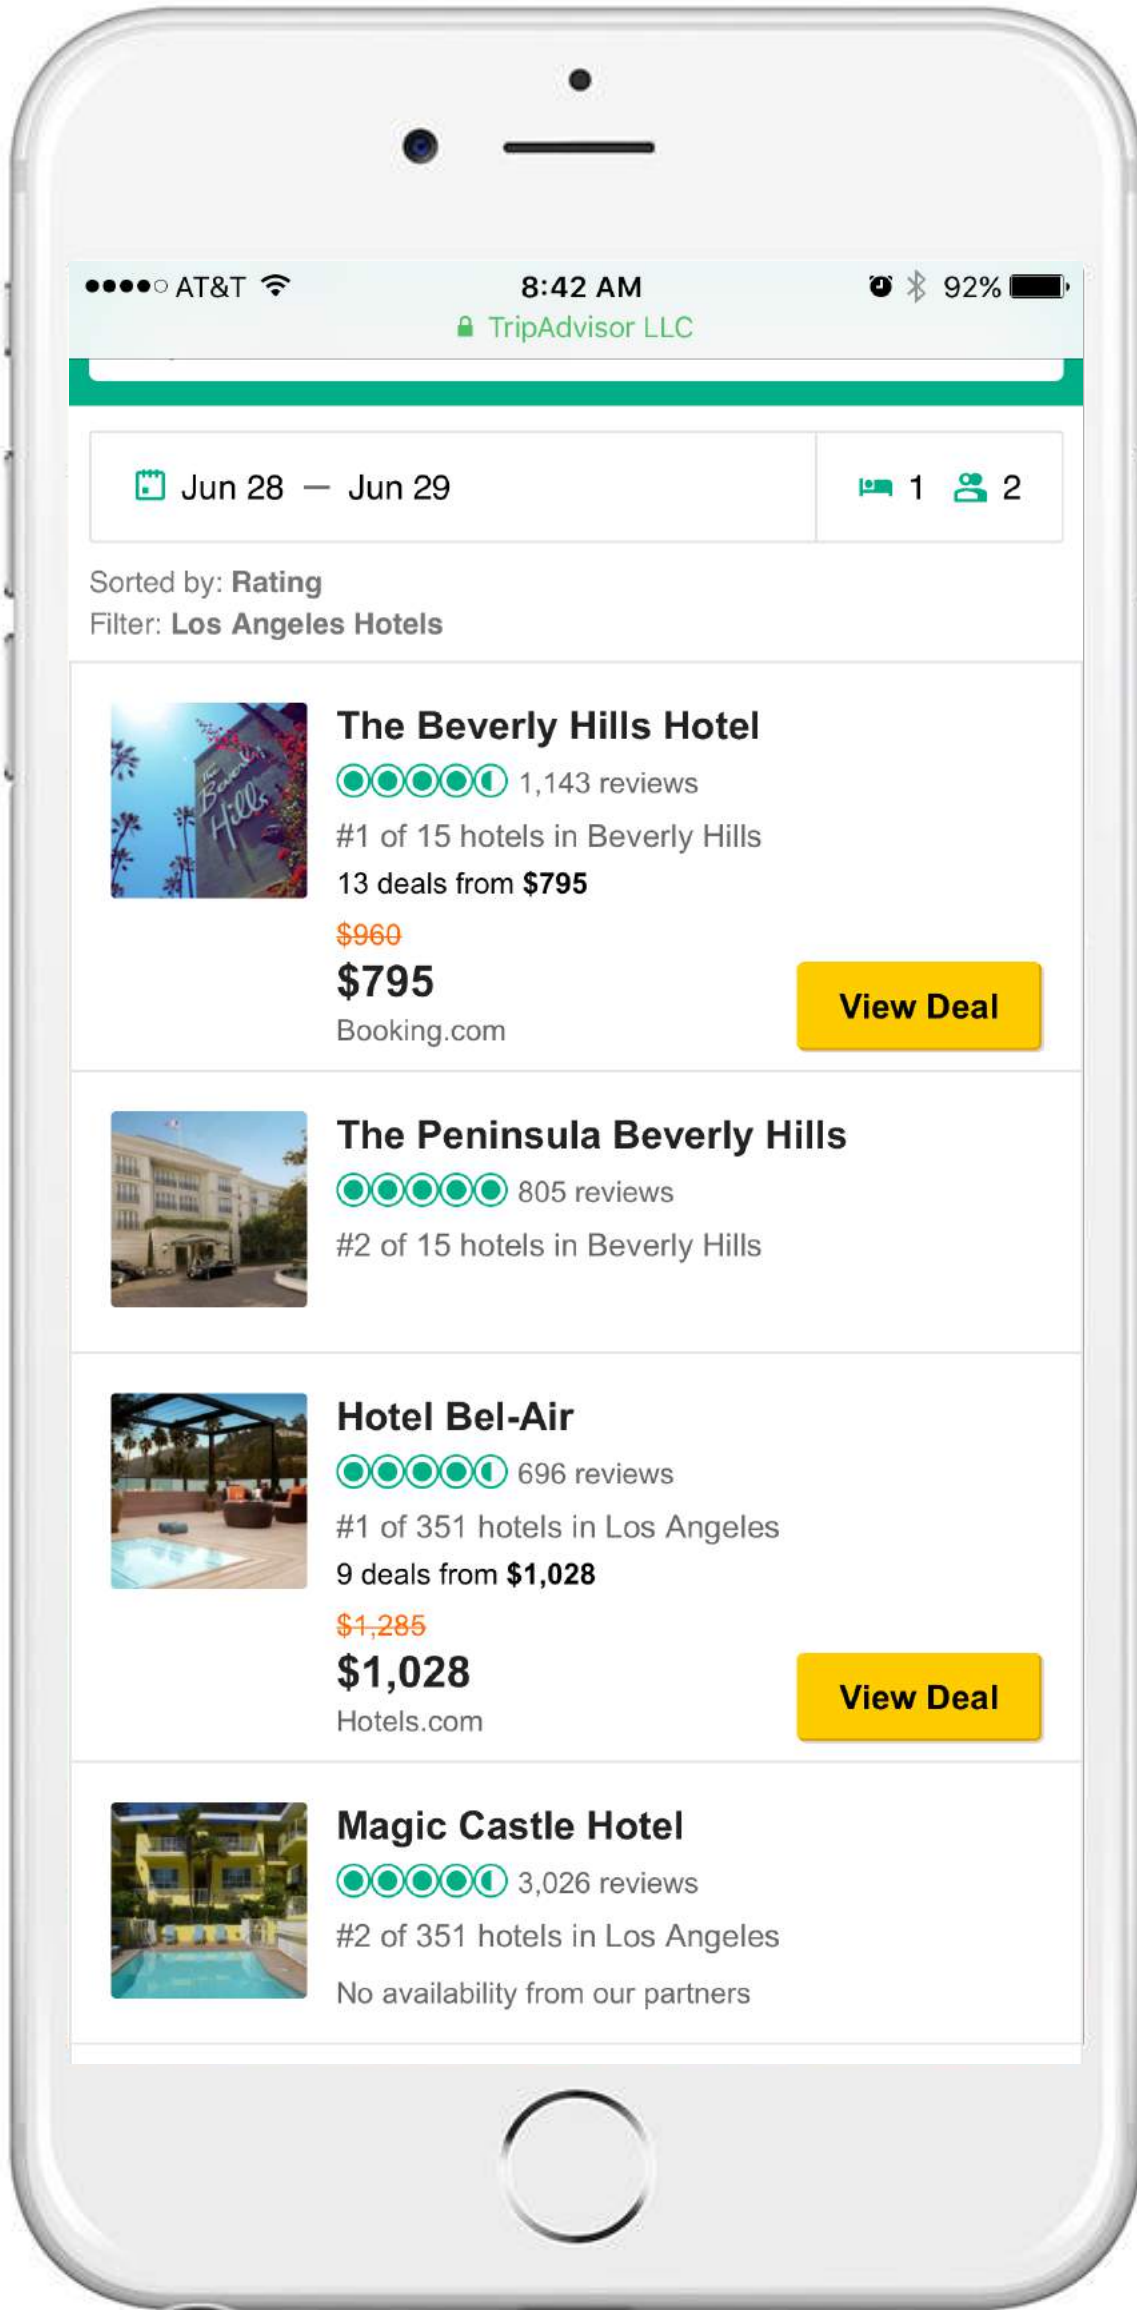 AT&T 8:42 AM 92%
TripAdvisor LLC
Jun 28 — Jun 29 1 2
Sorted by: Rating
Filter: Los Angeles Hotels
The Beverly Hills Hotel
The Beverly Hills
1,143 reviews
#1 of 15 hotels in Beverly Hills
13 deals from $795
$960
$795
View Deal
Booking.com
The Peninsula Beverly Hills
805 reviews
#2 of 15 hotels in Beverly Hills
Hotel Bel-Air
696 reviews
#1 of 351 hotels in Los Angeles
9 deals from $1,028
$1,285
$1,028
View Deal
Hotels.com
Magic Castle Hotel
3,026 reviews
#2 of 351 hotels in Los Angeles
No availability from our partners